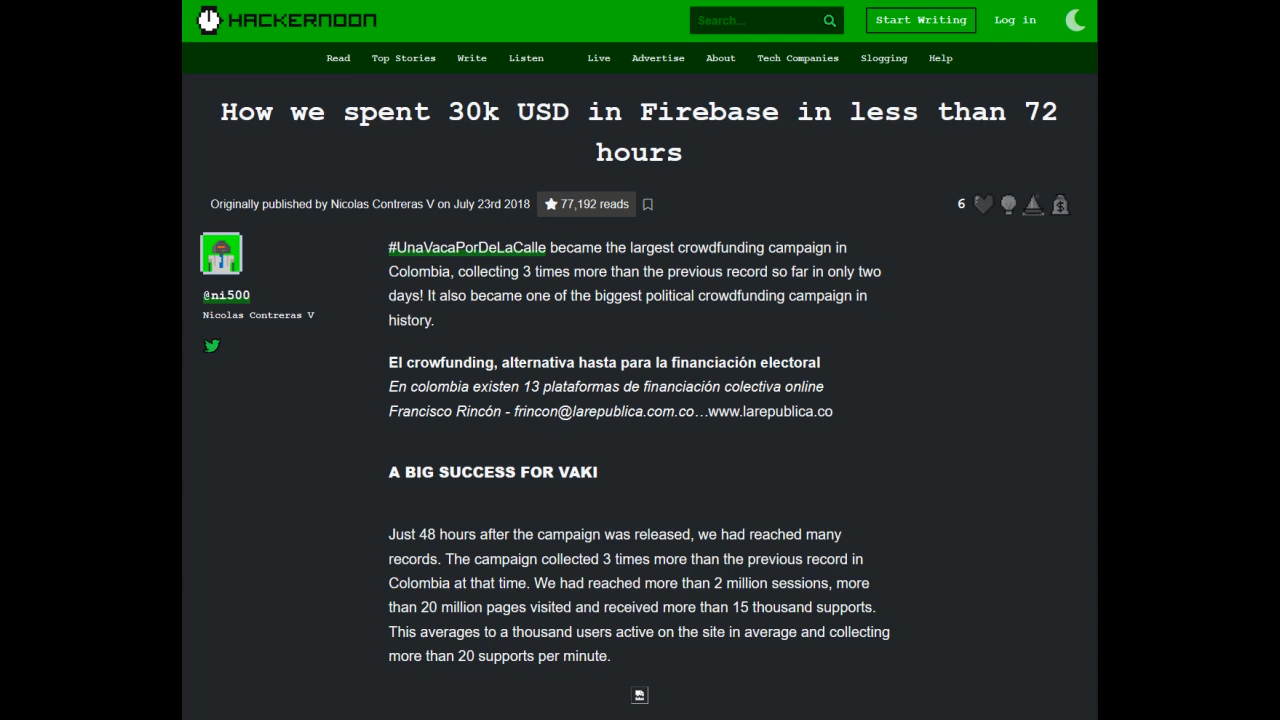 HACKERNOON
Search...
Start Writing
Log in
Read Top Stories Write Listen Live Advertise About Tech Companies Slogging Help
How we spent 30k USD in Firebase in less than 72
hours
Originally published by Nicolas Contreras V on July 23rd 2018 77,192 reads
6
@ni500
Nicolas Contreras V
#UnaVacaPorDeLaCalle became the largest crowdfunding campaign in
Colombia, collecting 3 times more than the previous record so far in only two
days! It also became one of the biggest political crowdfunding campaign in
history.
El crowfunding, alternativa hasta para la financiación electoral
En colombia existen 13 plataformas de financiación colectiva online
Francisco Rincón - frincon@larepublica.com.co…www.larepublica.co
A BIG SUCCESS FOR VAKI
Just 48 hours after the campaign was released, we had reached many
records. The campaign collected 3 times more than the previous record in
Colombia at that time. We had reached more than 2 million sessions, more
than 20 million pages visited and received more than 15 thousand supports.
This averages to a thousand users active on the site in average and collecting
more than 20 supports per minute.